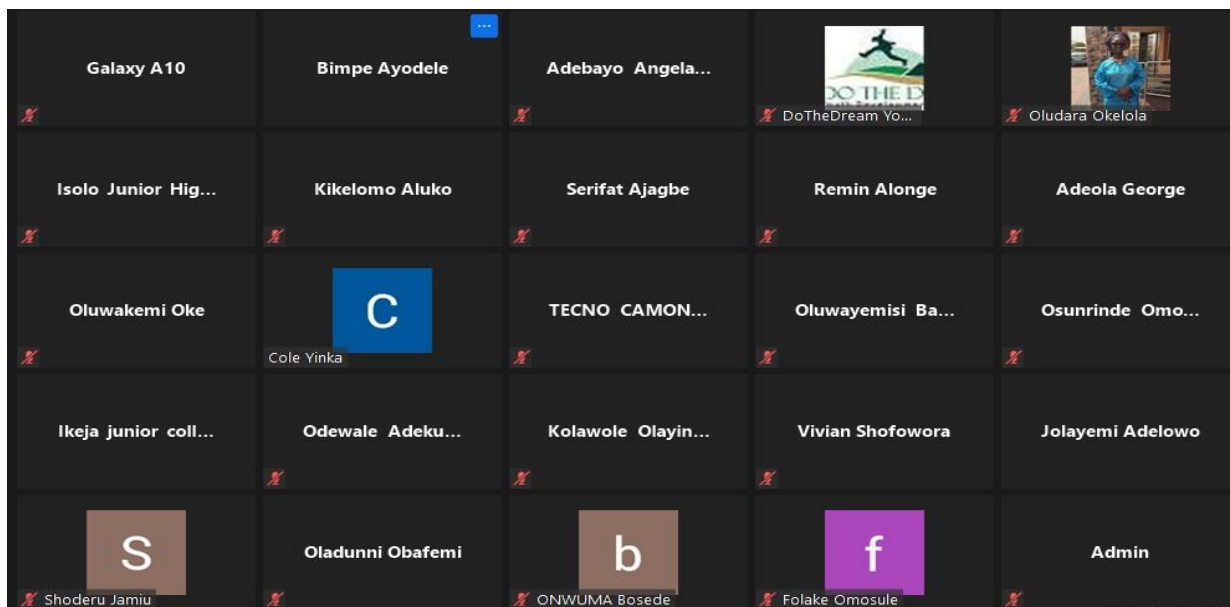 ...
Galaxy A10
Bimpe Ayodele
Adebayo Angela...
DO THE D
DoTheDream Yo...
Oludara Okelola
Isolo Junior Hig...
Kikelomo Aluko
Serifat Ajagbe
Remin Alonge
Adeola George
Oluwakemi Oke
C
Cole Yinka
TECNO CAMON...
Oluwayemisi Ba...
Osunrinde Omo...
Ikeja junior coll...
Odewale Adeku...
Kolawole Olayin...
Vivian Shofowora
Jolayemi Adelowo
S
Shoderu Jamiu
Oladunni Obafemi
b
ONWUMA Bosede
f
Folake Omosule
Admin